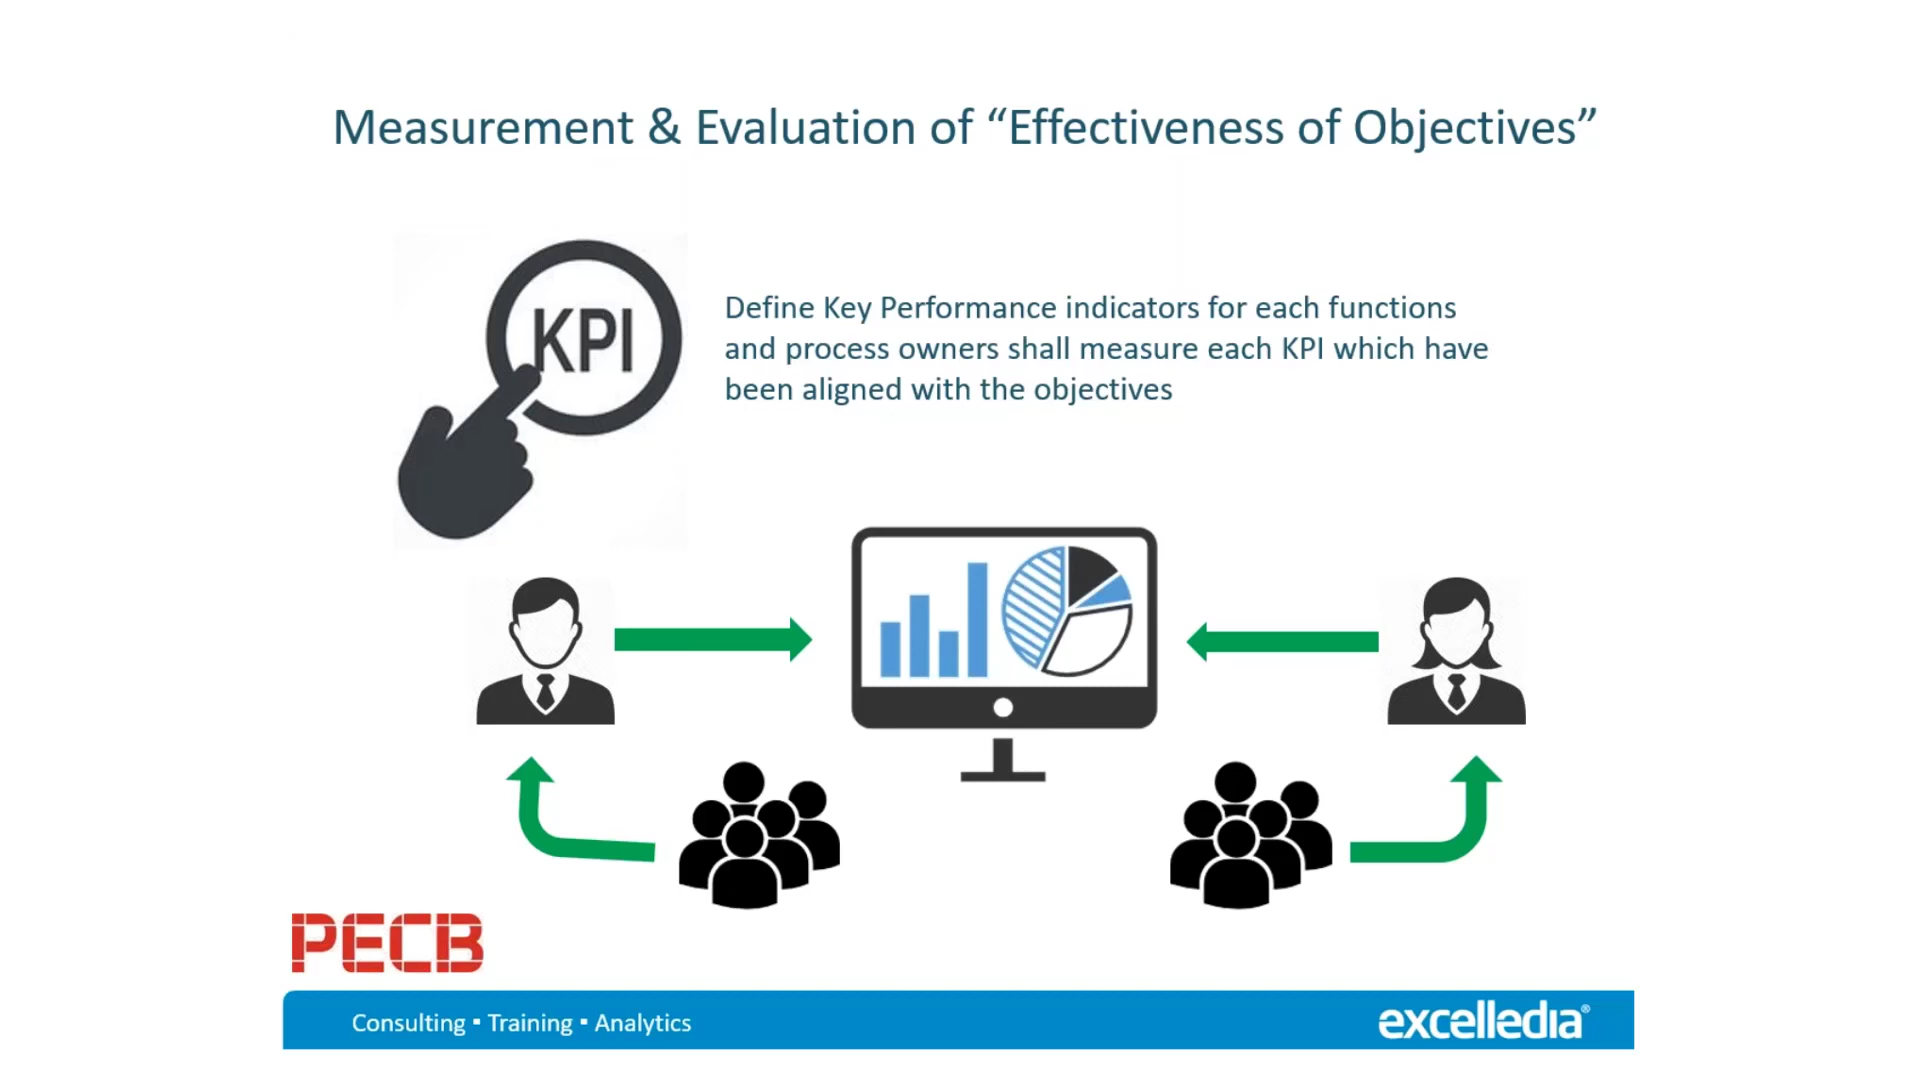 Measurement & Evaluation of “Effectiveness of Objectives”
KPI
Define Key Performance indicators for each functions
and process owners shall measure each KPI which have
been aligned with the objectives
PECB
Consulting ▪ Training ▪ Analytics
excelledia®